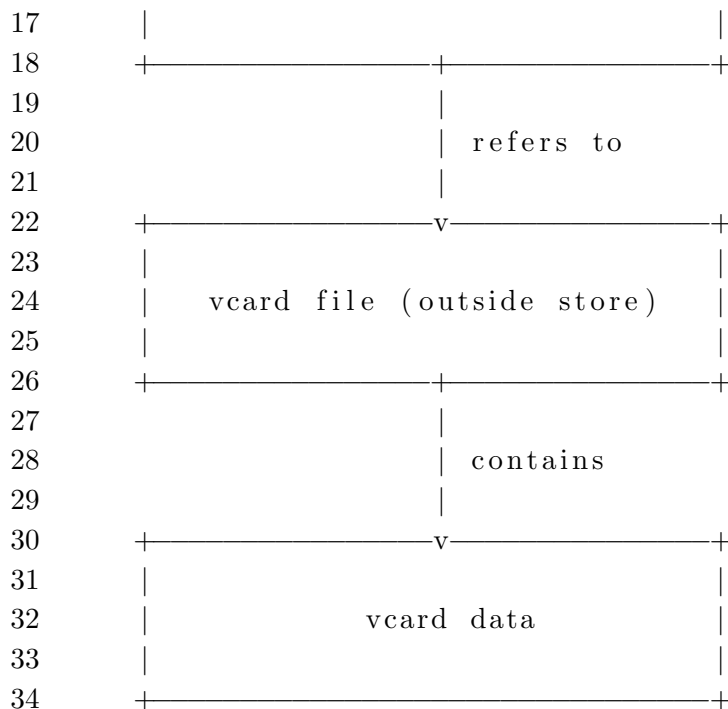 17 | |
18 +---------------+---------------+
19 |
20 | refers to
21 |
22 +---------------v---------------+
23 | |
24 | vcard file (outside store) |
25 | |
26 +---------------+---------------+
27 |
28 | contains
29 |
30 +---------------v---------------+
31 | |
32 | vcard data |
33 | |
34 +-------------------------------+